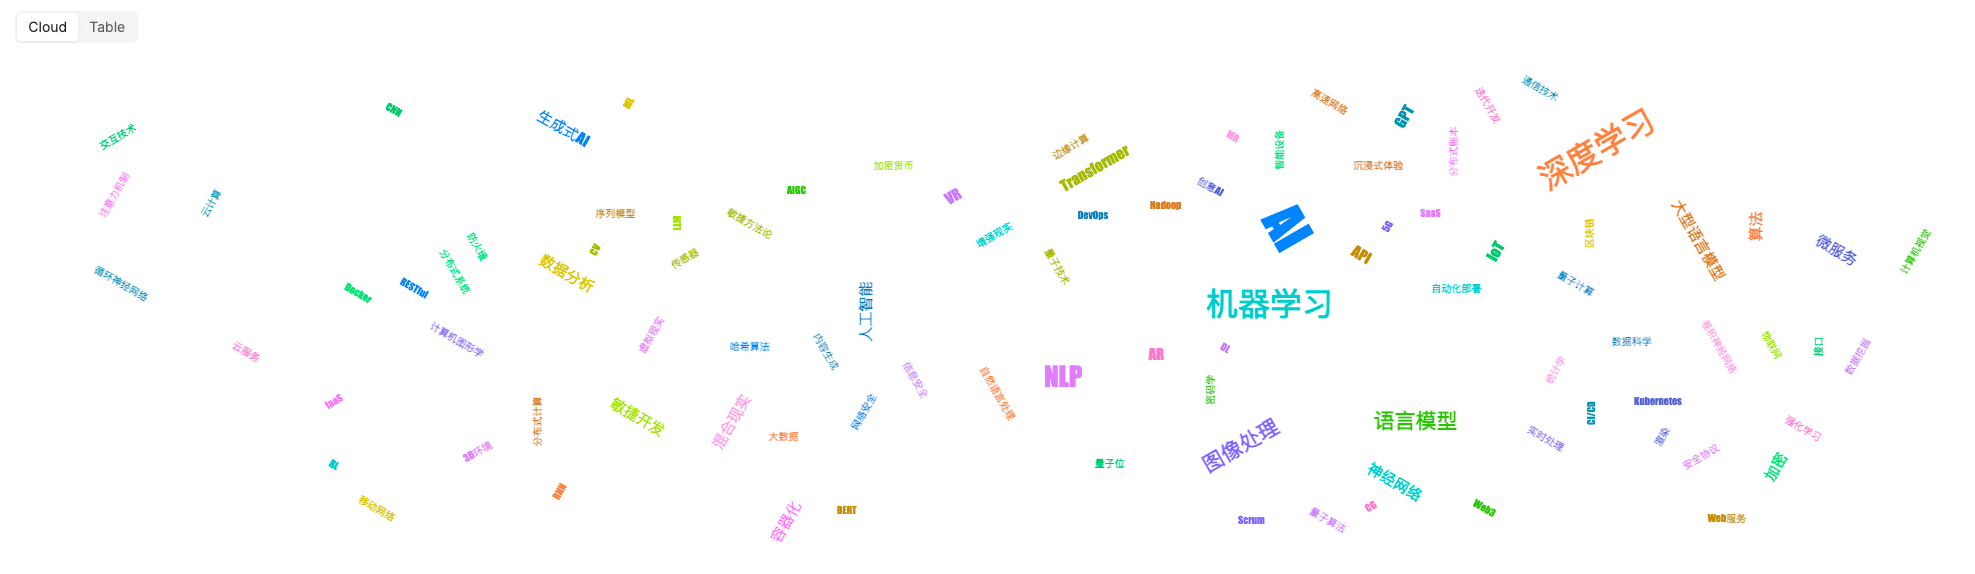 Cloud
Table
通信技术
高速网络
迭代开发
CNN
ML
GPT
生成式AI
交互技术
MR
智能设备
分布式账本
深度学习
边缘计算
Transformer
加密货币
沉浸式体验
AIGC
创意AI
VR
注意力机制
云计算
Hadoop
序列模型
LLM
敏捷方法论
DevOps
SaaS
AI
5G
算法
区块链
增强现实
大型语言模型
防火墙
CV
API
IoT
微服务
计算机视觉
传感器
量子技术
分布式系统
数据分析
循环神经网络
Docker
RESTful
量子计算
自动化部署
机器学习
人工智能
计算机图形学
虚拟现实
哈希算法
内容生成
云服务
AR
DL
数据科学
卷积神经网络
物联网
接口
数据挖掘
统计学
NLP
信息安全
密码学
自然语言处理
IaaS
Kubernetes
网络安全
CI/CD
敏捷开发
混合现实
分布式计算
语言模型
大数据
图像处理
实时处理
渲染
强化学习
3D环境
安全协议
RL
量子位
加密
神经网络
RNN
移动网络
容器化
BERT
CG
Web3
Scrum
量子算法
Web服务